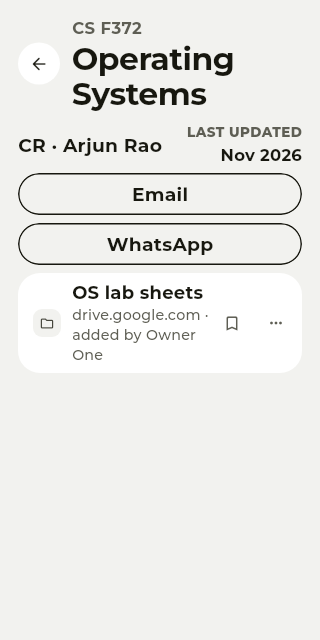 CS F372
Operating
Systems
CR · Arjun Rao
LAST UPDATED
Nov 2026
Email
WhatsApp
OS lab sheets
drive.google.com ·
added by Owner
One